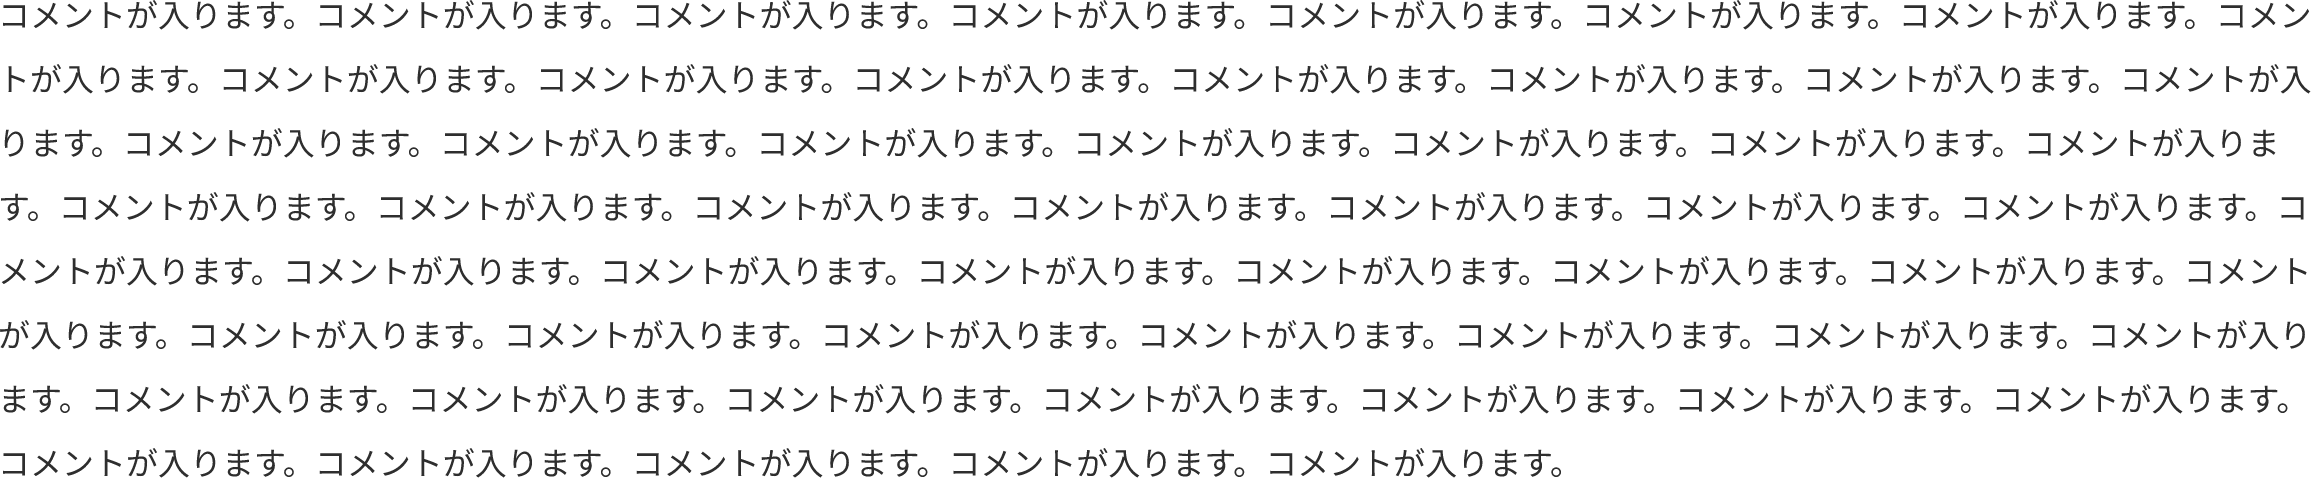 コメントが入ります。コメントが入ります。コメントが入ります。コメントが入ります。コメントが入ります。コメントが入ります。コメントが入ります。コメン
トが入ります。コメントが入ります。コメントが入ります。コメントが入ります。コメントが入ります。コメントが入ります。コメントが入ります。コメントが入
ります。コメントが入ります。コメントが入ります。コメントが入ります。コメントが入ります。コメントが入ります。コメントが入ります。コメントが入りま
す。コメントが入ります。コメントが入ります。コメントが入ります。コメントが入ります。コメントが入ります。コメントが入ります。コメントが入ります。コ
メントが入ります。コメントが入ります。コメントが入ります。コメントが入ります。コメントが入ります。コメントが入ります。コメントが入ります。コメント
が入ります。コメントが入ります。コメントが入ります。コメントが入ります。コメントが入ります。コメントが入ります。コメントが入ります。コメントが入り
ます。コメントが入ります。コメントが入ります。コメントが入ります。コメントが入ります。コメントが入ります。コメントが入ります。コメントが入ります。
コメントが入ります。コメントが入ります。コメントが入ります。コメントが入ります。コメントが入ります。